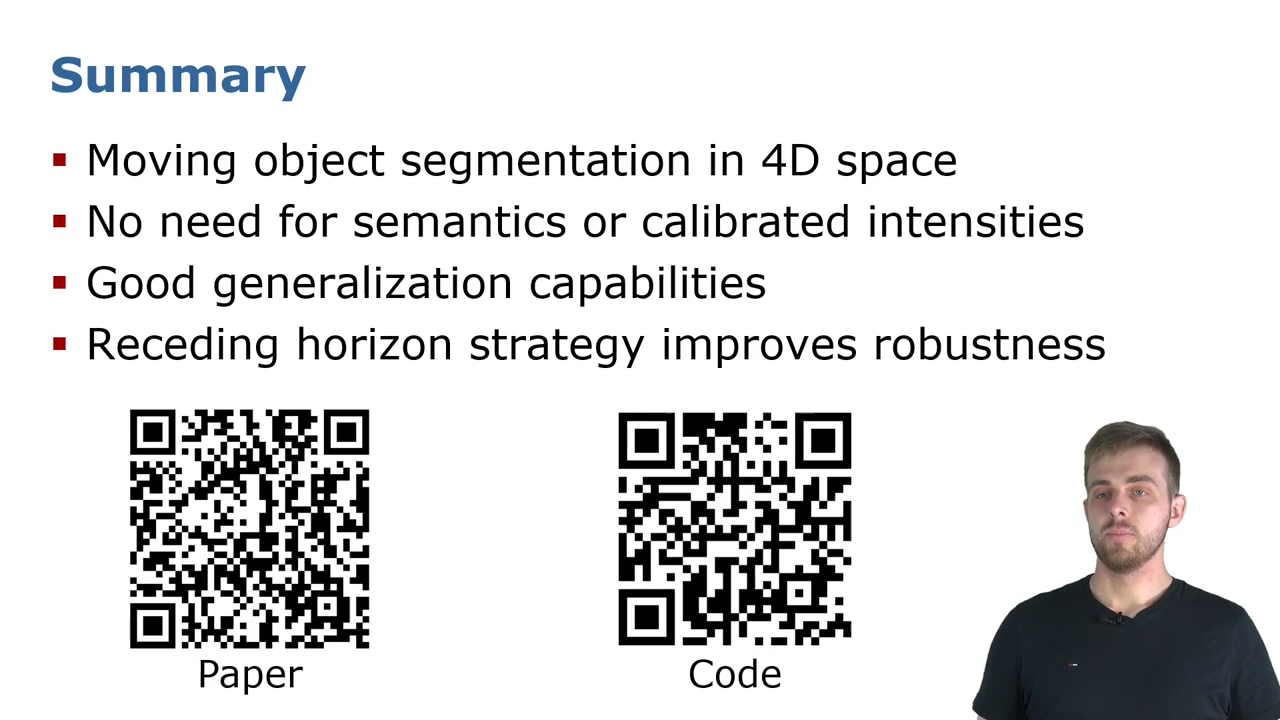 Summary
Moving object segmentation in 4D space
No need for semantics or calibrated intensities
Good generalization capabilities
Receding horizon strategy improves robustness
Paper
Code